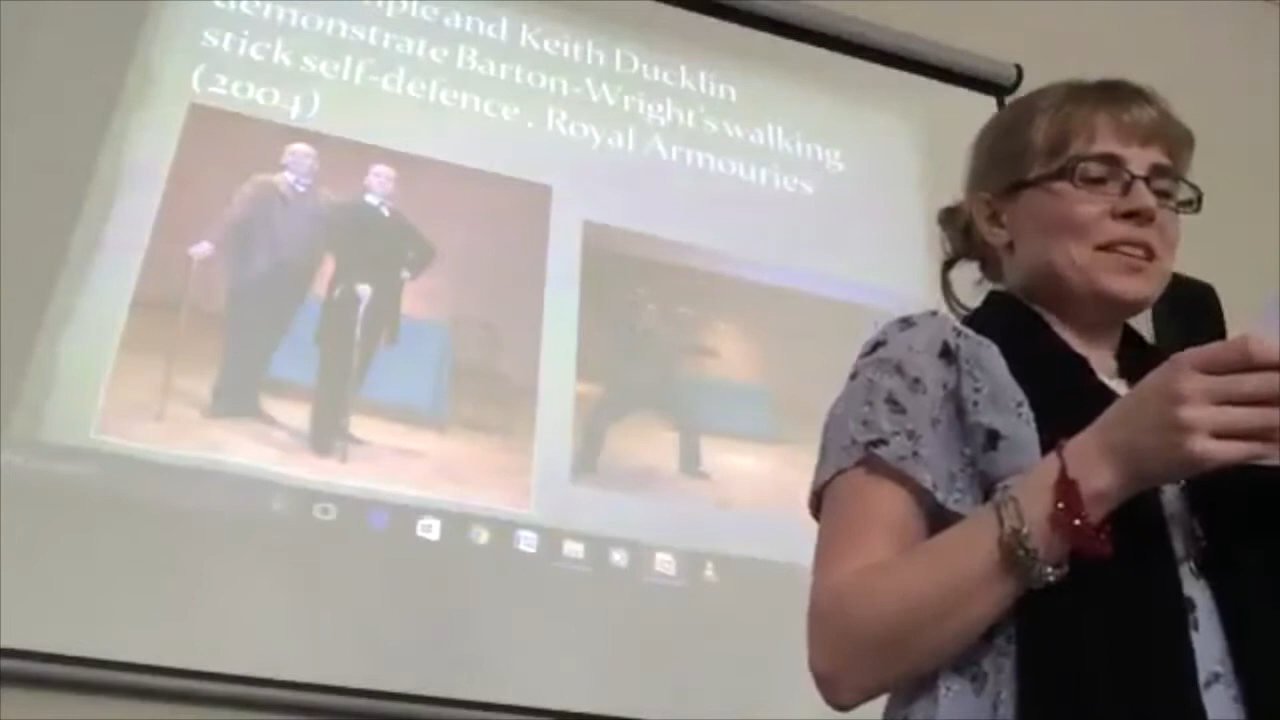 and Keith Ducklin
demonstrate Barton-Wright's walking
stick self-defence . Royal Armouries
(2004)